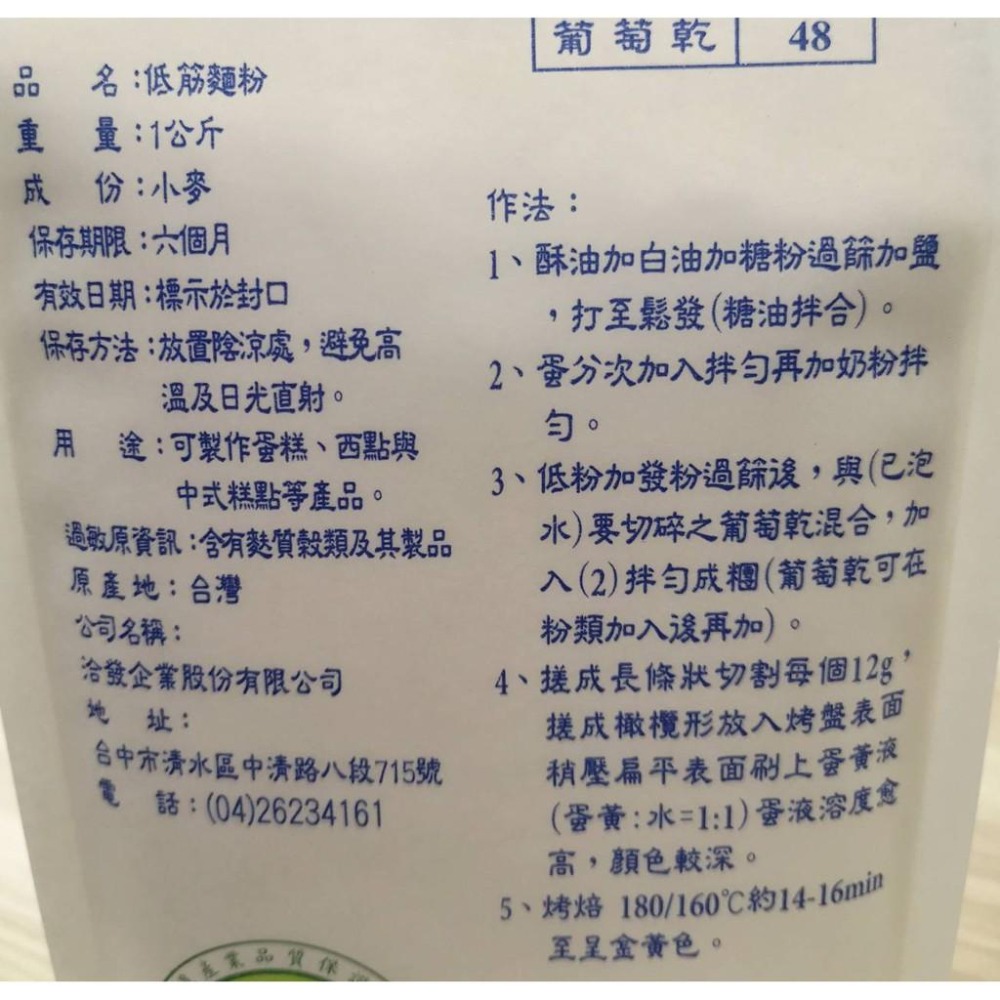 葡萄乾 48
品 名：低筋麵粉
重 量：1公斤
成 份：小麥
保存期限：六個月
有效日期：標示於封口
保存方法：放置陰涼處，避免高
溫及日光直射。
用 途：可製作蛋糕、西點與
中式糕點等產品。
過敏原資訊：含有麩質穀類及其製品
原產地：台灣
公司名稱：
洽發企業股份有限公司
地 址：
台中市清水區中清路八段715號
電 話：(04)26234161
作法：
1、酥油加白油加糖粉過篩加鹽
，打至鬆發(糖油拌合)。
2、蛋分次加入拌勻再加奶粉拌
勻。
3、低粉加發粉過篩後，與(已泡
水)要切碎之葡萄乾混合，加
入(2)拌勻成糰(葡萄乾可在
粉類加入後再加)。
4、搓成長條狀切割每個12g，
搓成橄欖形放入烤盤表面
稍壓扁平表面刷上蛋黃液
(蛋黃:水=1:1)蛋液溶度愈
高，顏色較深。
5、烤焙 180/160℃約14-16min
至呈金黃色。
產業品質保